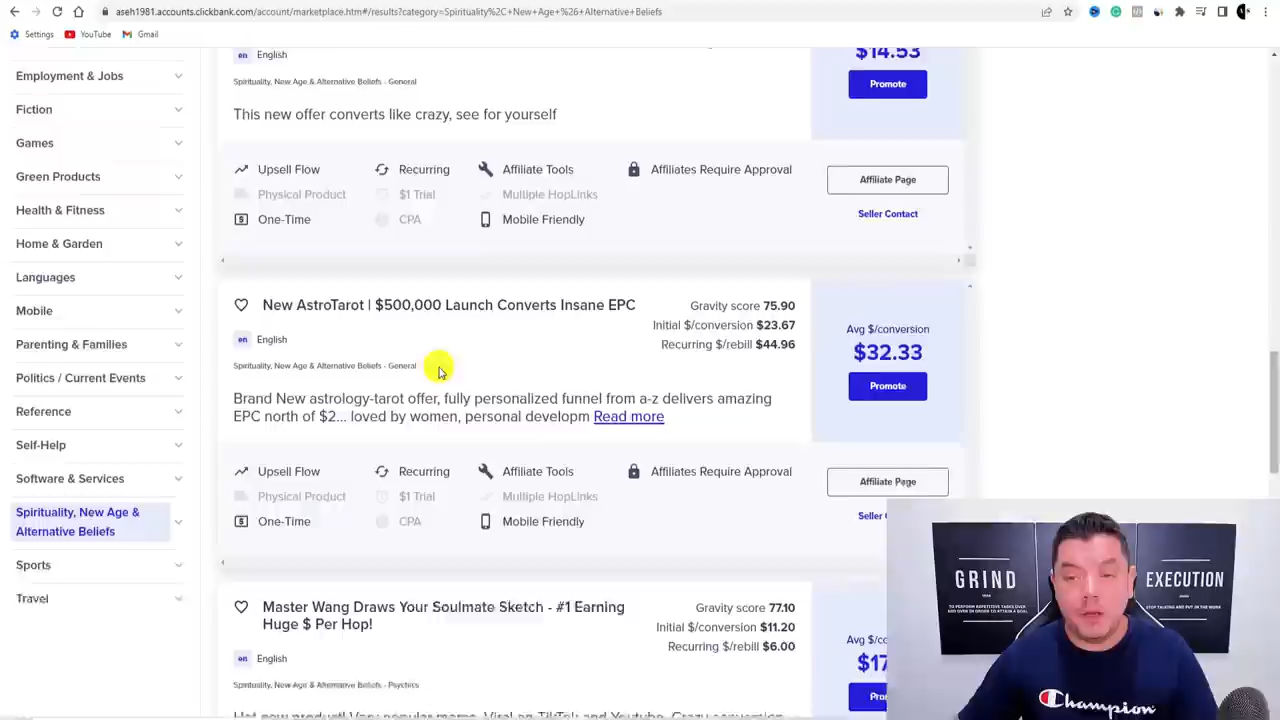 aseh1981.accounts.clickbank.com/account/marketplace.htm#/results?category=Spirituality%2C+New+Age+%26+Alternative+Beliefs
Settings
YouTube
Gmail
Employment & Jobs
Fiction
Games
Green Products
Health & Fitness
Home & Garden
Languages
Mobile
Parenting & Families
Politics / Current Events
Reference
Self-Help
Software & Services
Spirituality, New Age &
Alternative Beliefs
Sports
Travel
en English
Spirituality, New Age & Alternative Beliefs - General
This new offer converts like crazy, see for yourself
$14.53
Promote
Upsell Flow
Recurring
Affiliate Tools
Affiliates Require Approval
Physical Product
$1 Trial
Multiple HopLinks
One-Time
CPA
Mobile Friendly
Affiliate Page
Seller Contact
New AstroTarot | $500,000 Launch Converts Insane EPC
en English
Spirituality, New Age & Alternative Beliefs - General
Brand New astrology-tarot offer, fully personalized funnel from a-z delivers amazing
EPC north of $2... loved by women, personal developm Read more
Gravity score 75.90
Initial $/conversion $23.67
Recurring $/rebill $44.96
Avg $/conversion
$32.33
Promote
Upsell Flow
Recurring
Affiliate Tools
Affiliates Require Approval
Physical Product
$1 Trial
Multiple HopLinks
One-Time
CPA
Mobile Friendly
Affiliate Page
Seller
Master Wang Draws Your Soulmate Sketch - #1 Earning
Huge $ Per Hop!
en English
Spirituality, New Age & Alternative Beliefs - Psychics
Gravity score 77.10
Initial $/conversion $11.20
Recurring $/rebill $6.00
Avg $/co
$17
Pro
GRIND
EXECUTION
Champion